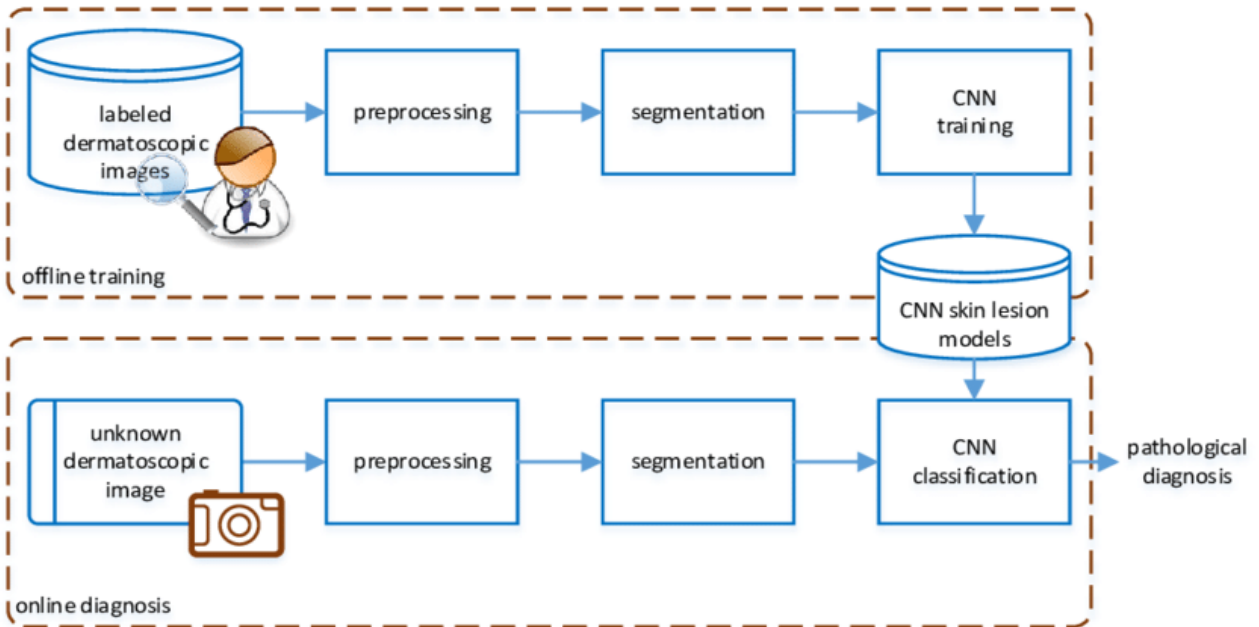 labeled
dermatoscopic
images
preprocessing
segmentation
CNN
training
offline training
CNN skin lesion
models
unknown
dermatoscopic
image
preprocessing
segmentation
CNN
classification
pathological
diagnosis
online diagnosis